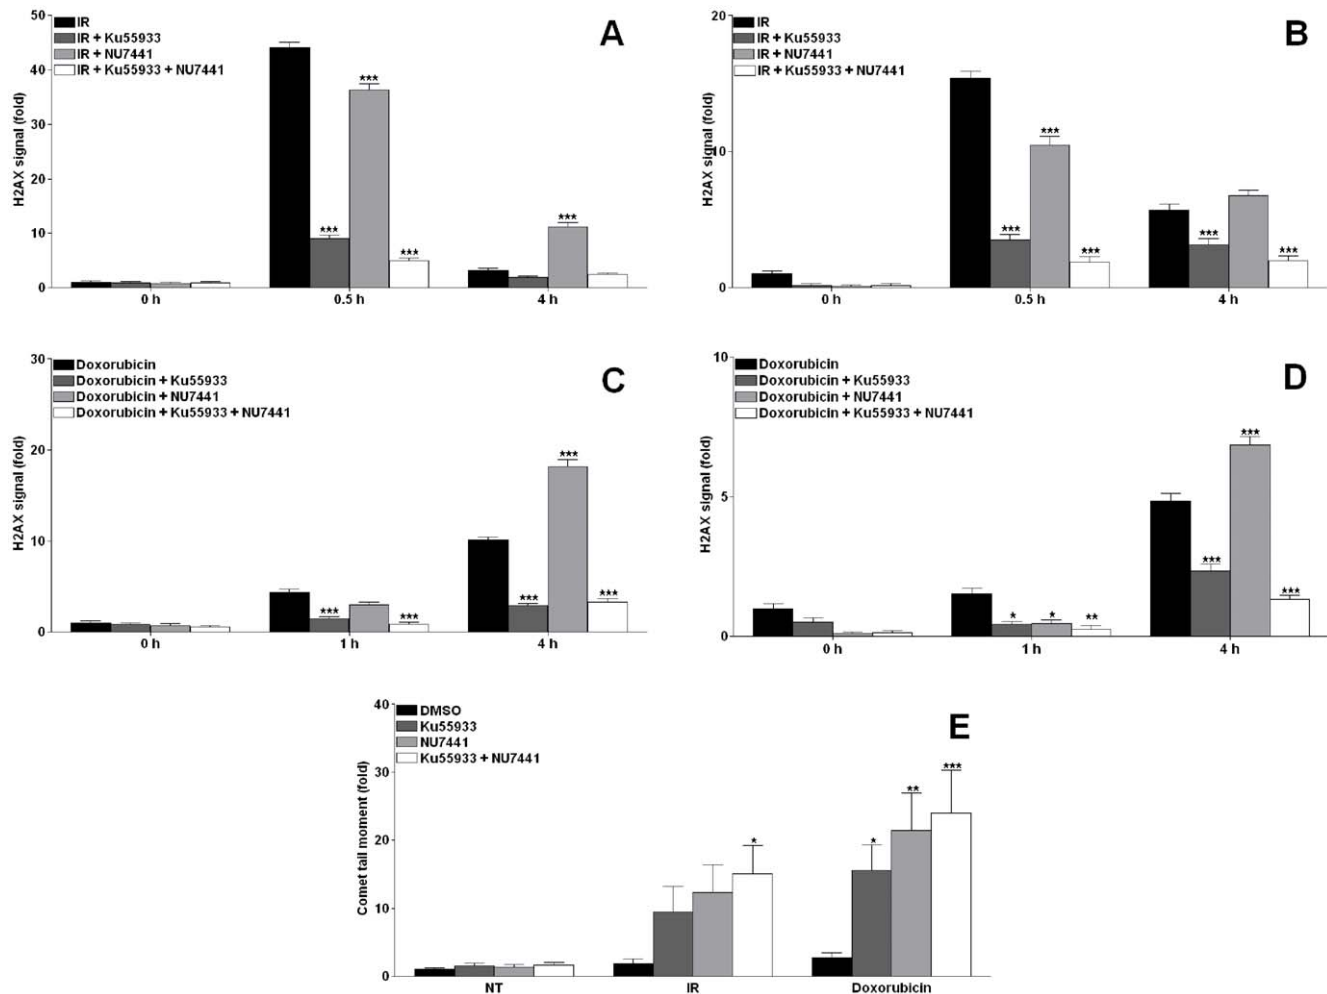 IR
IR + Ku55933
IR + NU7441
IR + Ku55933 + NU7441
A
H2AX signal (fold)
50
40
30
20
10
0
***
***
***
***
0 h
0.5 h
4 h
IR
IR + Ku55933
IR + NU7441
IR + Ku55933 + NU7441
B
H2AX signal (fold)
20
10
0
***
***
***
***
***
0 h
0.5 h
4 h
Doxorubicin
Doxorubicin + Ku55933
Doxorubicin + NU7441
Doxorubicin + Ku55933 + NU7441
C
H2AX signal (fold)
30
20
10
0
***
***
***
***
***
0 h
1 h
4 h
Doxorubicin
Doxorubicin + Ku55933
Doxorubicin + NU7441
Doxorubicin + Ku55933 + NU7441
D
H2AX signal (fold)
10
5
0
*
*
**
***
***
***
0 h
1 h
4 h
DMSO
Ku55933
NU7441
Ku55933 + NU7441
E
Comet tail moment (fold)
40
30
20
10
0
*
*
**
***
NT
IR
Doxorubicin